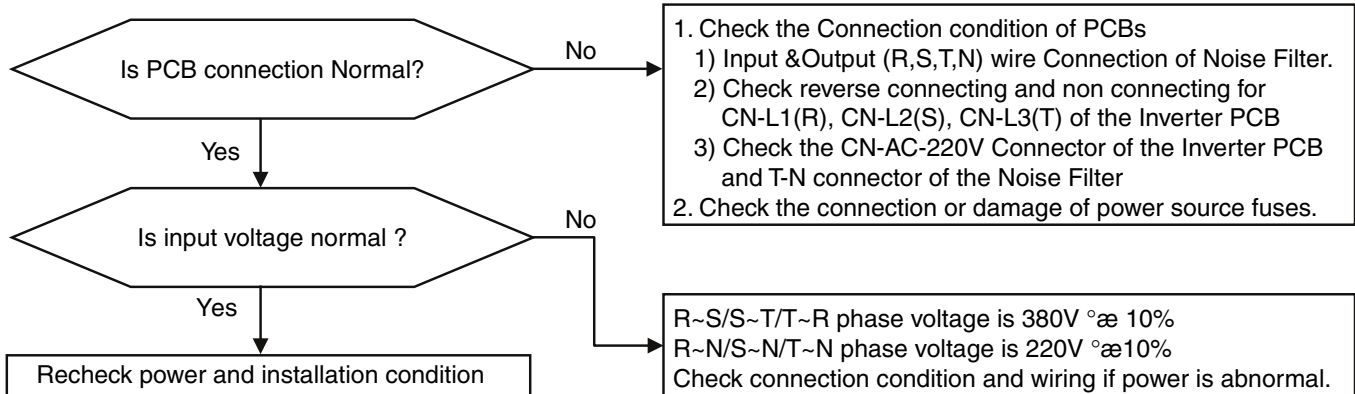 Is PCB connection Normal?
No
1. Check the Connection condition of PCBs
1) Input &Output (R,S,T,N) wire Connection of Noise Filter.
2) Check reverse connecting and non connecting for
CN-L1(R), CN-L2(S), CN-L3(T) of the Inverter PCB
3) Check the CN-AC-220V Connector of the Inverter PCB
and T-N connector of the Noise Filter
2. Check the connection or damage of power source fuses.
Yes
Is input voltage normal ?
No
R~S/S~T/T~R phase voltage is 380V °æ 10%
R~N/S~N/T~N phase voltage is 220V °æ10%
Check connection condition and wiring if power is abnormal.
Yes
Recheck power and installation condition